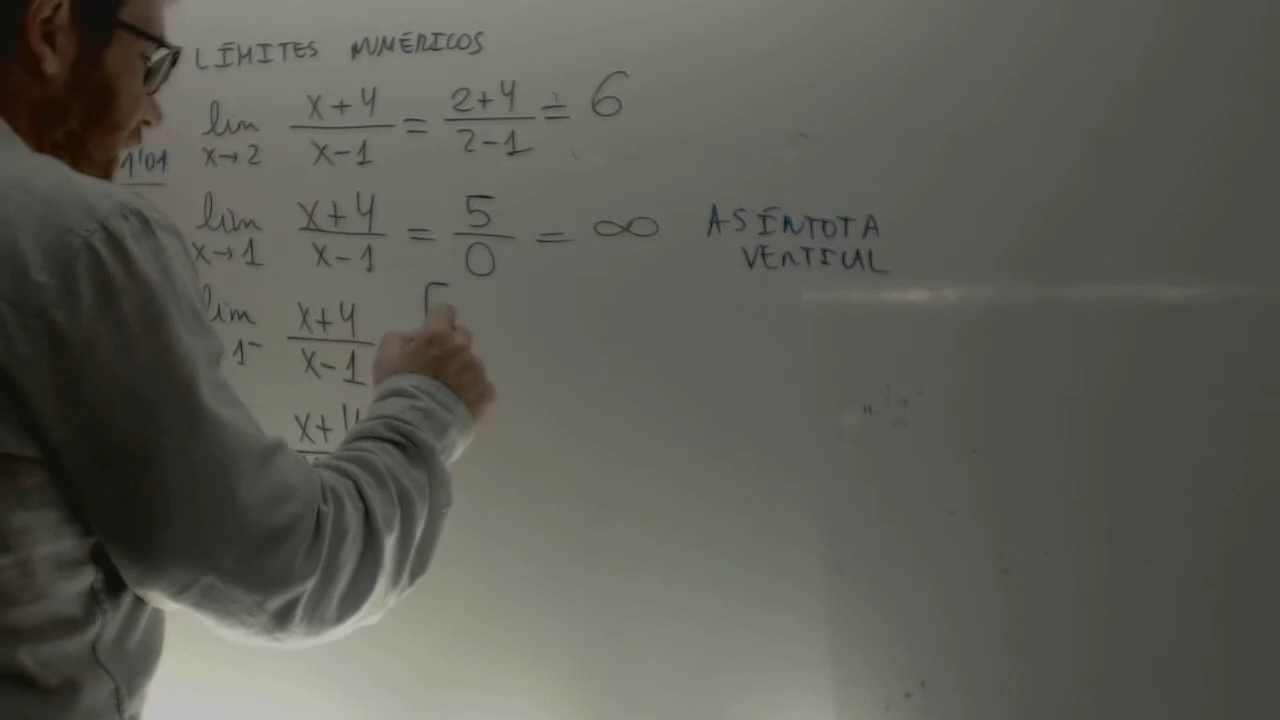 LÍMITES NUMÉRICOS
lim x→2 x+4 / x-1 = 2+4 / 2-1 = 6
1'01
lim x→1 x+4 / x-1 = 5 / 0 = ∞ ASÍNTOTA VERTICAL
lim 1⁻ x+4 / x-1
x+4